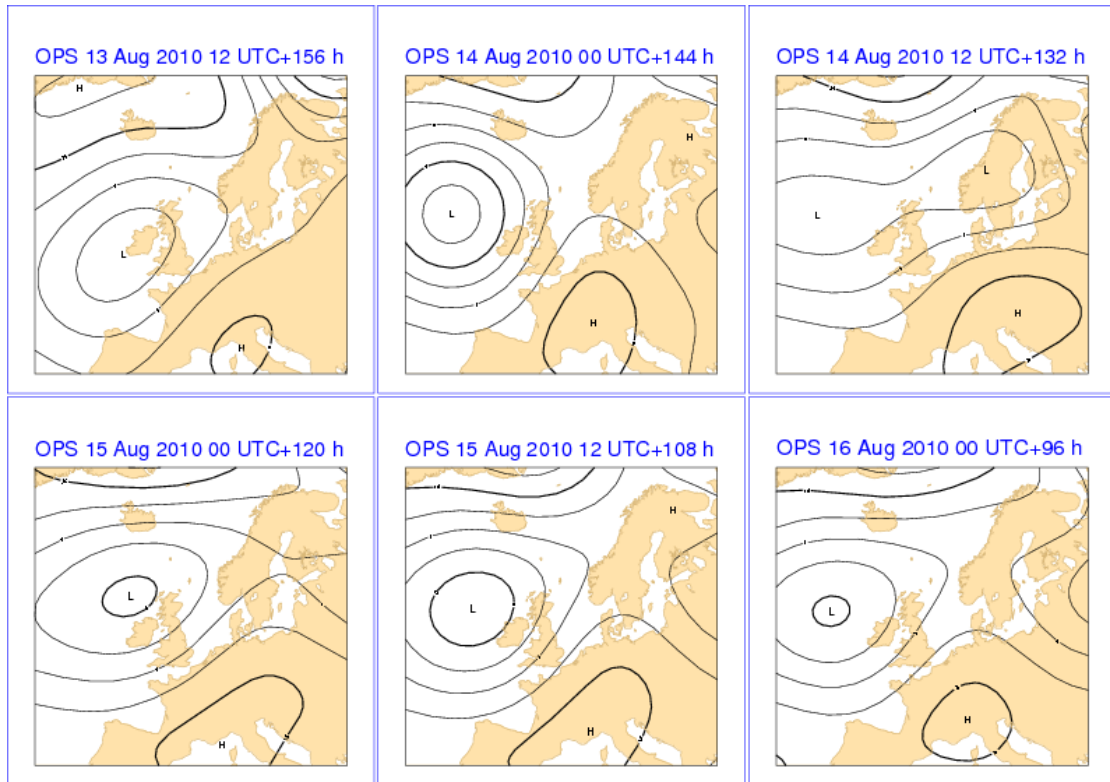 OPS 13 Aug 2010 12 UTC+156 h
OPS 14 Aug 2010 00 UTC+144 h
OPS 14 Aug 2010 12 UTC+132 h
H
L
H
H
L
H
L
L
H
OPS 15 Aug 2010 00 UTC+120 h
OPS 15 Aug 2010 12 UTC+108 h
OPS 16 Aug 2010 00 UTC+96 h
L
H
H
L
H
L
H